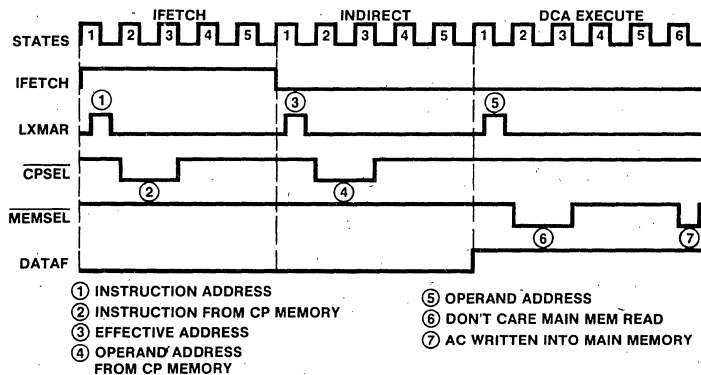 IFETCH INDIRECT DCA EXECUTE
STATES 1 2 3 4 5 1 2 3 4 5 1 2 3 4 5 6
IFETCH
① ③ ⑤
LXMAR
CPSEL
② ④
MEMSEL
⑥ ⑦
DATAF
① INSTRUCTION ADDRESS
② INSTRUCTION FROM CP MEMORY
③ EFFECTIVE ADDRESS
④ OPERAND ADDRESS
FROM CP MEMORY
⑤ OPERAND ADDRESS
⑥ DON'T CARE MAIN MEM READ
⑦ AC WRITTEN INTO MAIN MEMORY